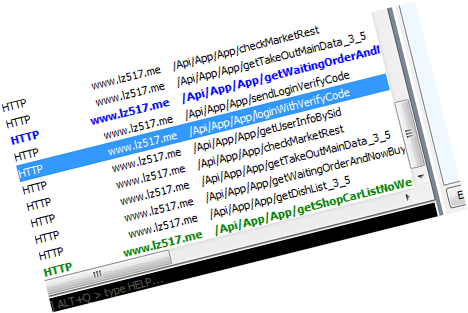 HTTP www.lz517.me /Api/App/App/checkMarketRest
HTTP www.lz517.me /Api/App/App/getTakeOutMainData_3_5
HTTP www.lz517.me /Api/App/App/getWaitingOrderAndN
HTTP www.lz517.me /Api/App/App/sendLoginVerifyCode
HTTP www.lz517.me /Api/App/App/loginWithVerifyCode
HTTP www.lz517.me /Api/App/App/getUserInfoBySid
HTTP www.lz517.me /Api/App/App/checkMarketRest
HTTP www.lz517.me /Api/App/App/getTakeOutMainData_3_5
HTTP www.lz517.me /Api/App/App/getWaitingOrderAndNowBuy
HTTP www.lz517.me /Api/App/App/getDishList_3_5
HTTP www.lz517.me /Api/App/App/getShopCarListNoWe
ALT+Q > type HELP...